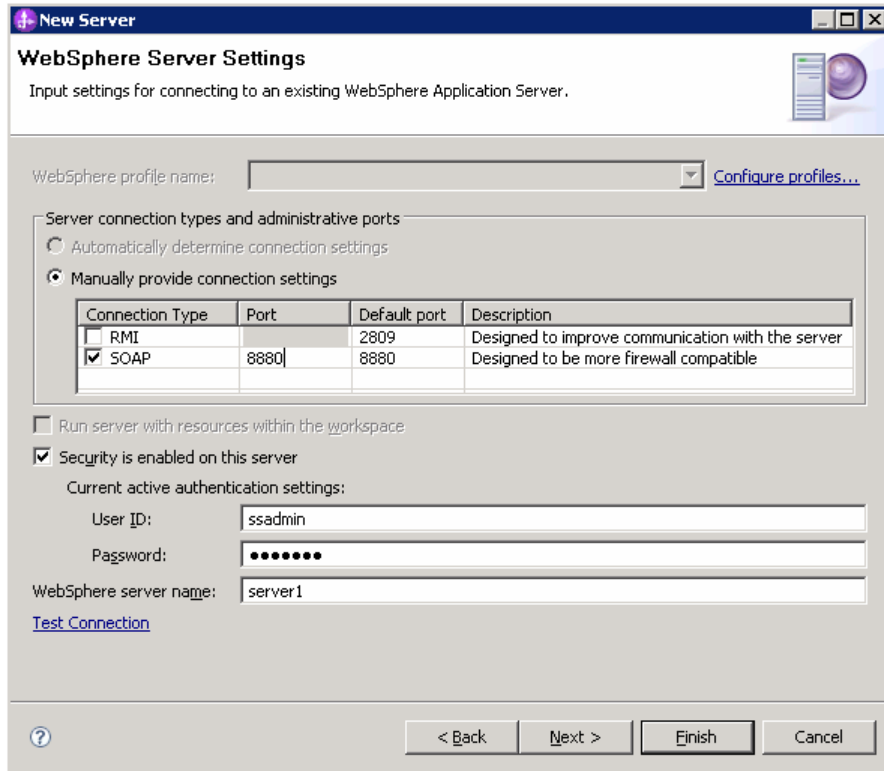 New Server
WebSphere Server Settings
Input settings for connecting to an existing WebSphere Application Server.
WebSphere profile name: Configure profiles...
Server connection types and administrative ports
Automatically determine connection settings
Manually provide connection settings
Connection Type Port Default port Description
RMI 2809 Designed to improve communication with the server
SOAP 8880 8880 Designed to be more firewall compatible
Run server with resources within the workspace
Security is enabled on this server
Current active authentication settings:
User ID: ssadmin
Password: ●●●●●●●
WebSphere server name: server1
Test Connection
? < Back Next > Finish Cancel